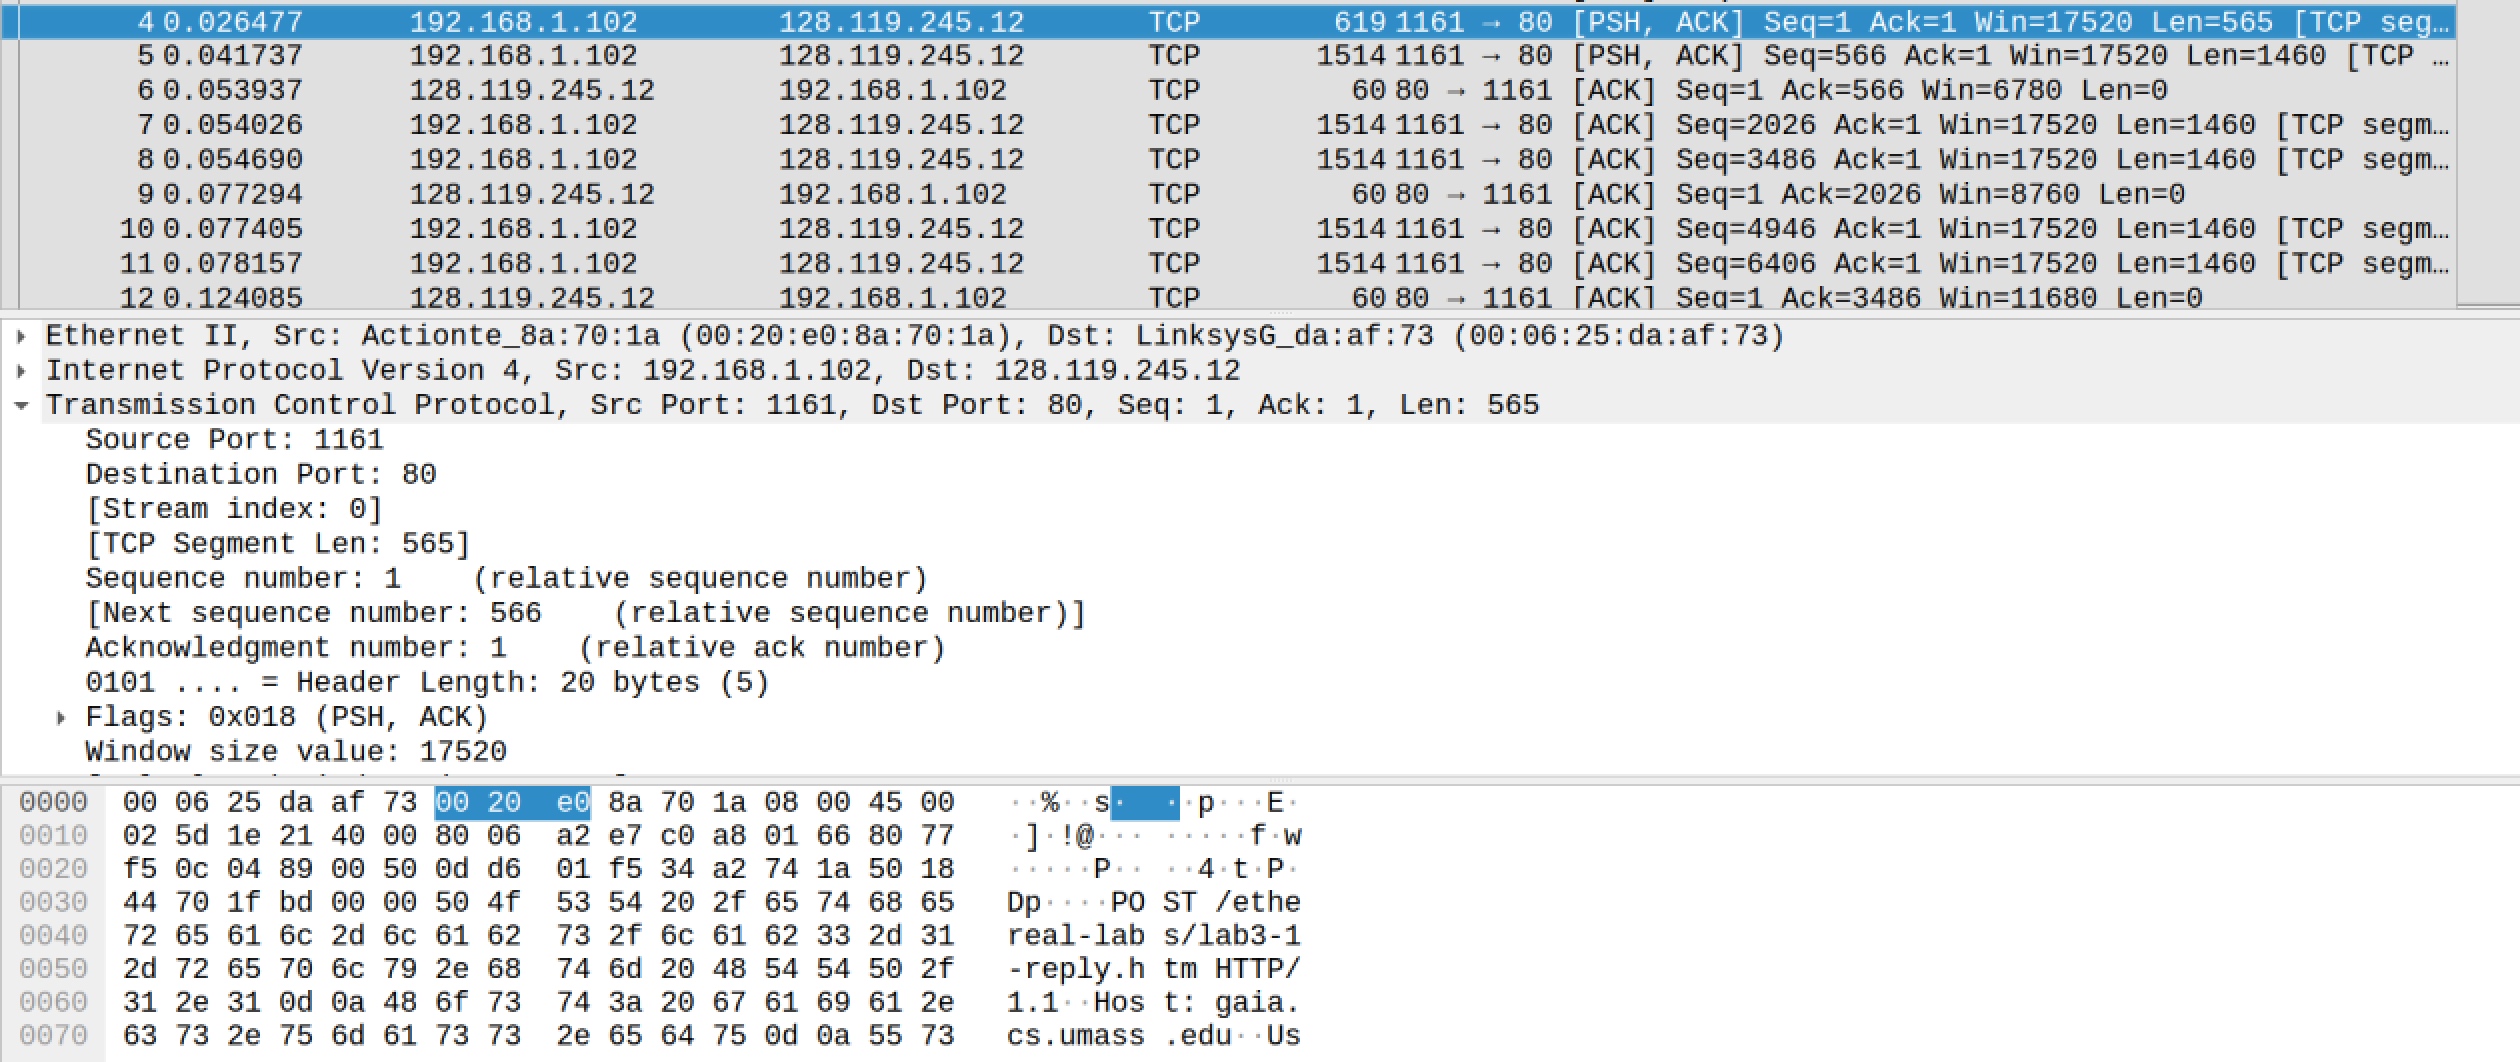 4 0.026477 192.168.1.102 128.119.245.12 TCP 619 1161 → 80 [PSH, ACK] Seq=1 Ack=1 Win=17520 Len=565 [TCP seg…
5 0.041737 192.168.1.102 128.119.245.12 TCP 1514 1161 → 80 [PSH, ACK] Seq=566 Ack=1 Win=17520 Len=1460 [TCP …
6 0.053937 128.119.245.12 192.168.1.102 TCP 60 80 → 1161 [ACK] Seq=1 Ack=566 Win=6780 Len=0
7 0.054026 192.168.1.102 128.119.245.12 TCP 1514 1161 → 80 [ACK] Seq=2026 Ack=1 Win=17520 Len=1460 [TCP segm…
8 0.054690 192.168.1.102 128.119.245.12 TCP 1514 1161 → 80 [ACK] Seq=3486 Ack=1 Win=17520 Len=1460 [TCP segm…
9 0.077294 128.119.245.12 192.168.1.102 TCP 60 80 → 1161 [ACK] Seq=1 Ack=2026 Win=8760 Len=0
10 0.077405 192.168.1.102 128.119.245.12 TCP 1514 1161 → 80 [ACK] Seq=4946 Ack=1 Win=17520 Len=1460 [TCP segm…
11 0.078157 192.168.1.102 128.119.245.12 TCP 1514 1161 → 80 [ACK] Seq=6406 Ack=1 Win=17520 Len=1460 [TCP segm…
12 0.124085 128.119.245.12 192.168.1.102 TCP 60 80 → 1161 [ACK] Seq=1 Ack=3486 Win=11680 Len=0
Ethernet II, Src: Actionte_8a:70:1a (00:20:e0:8a:70:1a), Dst: LinksysG_da:af:73 (00:06:25:da:af:73)
Internet Protocol Version 4, Src: 192.168.1.102, Dst: 128.119.245.12
Transmission Control Protocol, Src Port: 1161, Dst Port: 80, Seq: 1, Ack: 1, Len: 565
Source Port: 1161
Destination Port: 80
[Stream index: 0]
[TCP Segment Len: 565]
Sequence number: 1 (relative sequence number)
[Next sequence number: 566 (relative sequence number)]
Acknowledgment number: 1 (relative ack number)
0101 .... = Header Length: 20 bytes (5)
Flags: 0x018 (PSH, ACK)
Window size value: 17520
0000 00 06 25 da af 73 00 20 e0 8a 70 1a 08 00 45 00 ··%··s· ··p···E·
0010 02 5d 1e 21 40 00 80 06 a2 e7 c0 a8 01 66 80 77 ·]·!@··· ·····f·w
0020 f5 0c 04 89 00 50 0d d6 01 f5 34 a2 74 1a 50 18 ·····P·· ··4·t·P·
0030 44 70 1f bd 00 00 50 4f 53 54 20 2f 65 74 68 65 Dp····PO ST /ethe
0040 72 65 61 6c 2d 6c 61 62 73 2f 6c 61 62 33 2d 31 real-lab s/lab3-1
0050 2d 72 65 70 6c 79 2e 68 74 6d 20 48 54 54 50 2f -reply.h tm HTTP/
0060 31 2e 31 0d 0a 48 6f 73 74 3a 20 67 61 69 61 2e 1.1··Hos t: gaia.
0070 63 73 2e 75 6d 61 73 73 2e 65 64 75 0d 0a 55 73 cs.umass .edu··Us